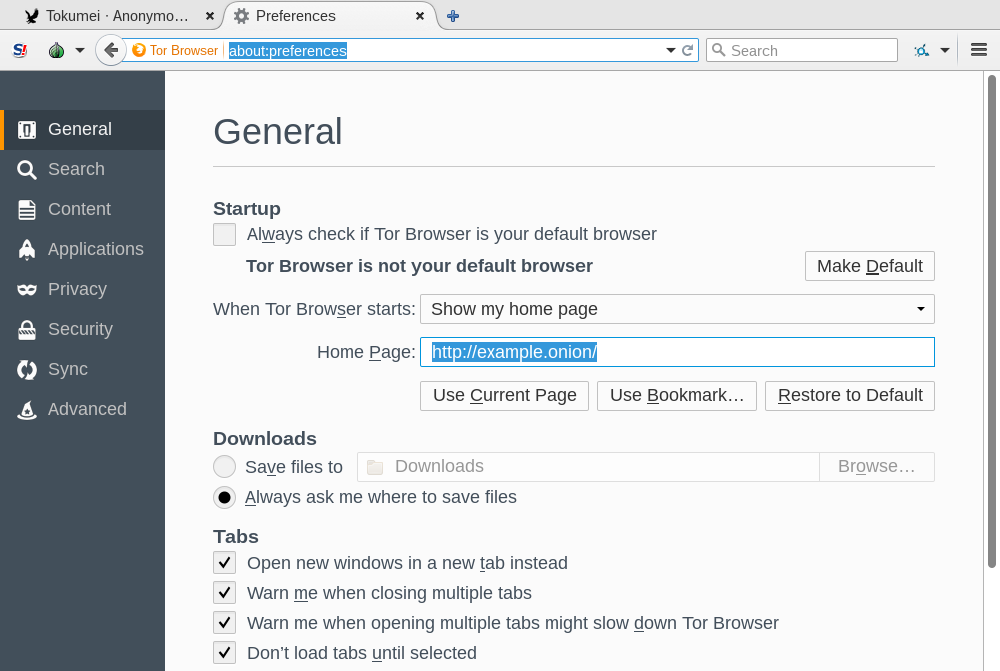 Tokumei · Anonymo…
Preferences
S!
Tor Browser
about:preferences
Search
General
Search
Content
Applications
Privacy
Security
Sync
Advanced
General
Startup
Always check if Tor Browser is your default browser
Tor Browser is not your default browser
Make Default
When Tor Browser starts:
Show my home page
Home Page:
http://example.onion/
Use Current Page
Use Bookmark…
Restore to Default
Downloads
Save files to
Downloads
Browse…
Always ask me where to save files
Tabs
Open new windows in a new tab instead
Warn me when closing multiple tabs
Warn me when opening multiple tabs might slow down Tor Browser
Don’t load tabs until selected